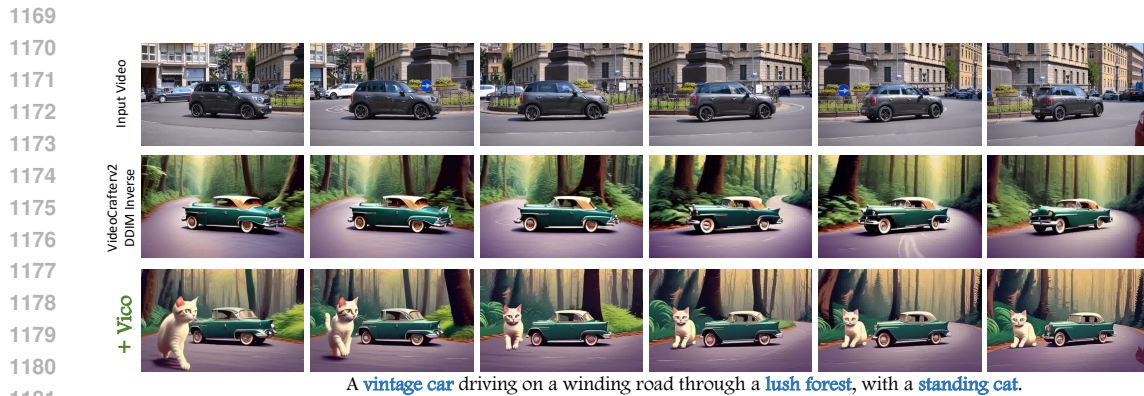 1169
1170
1171
1172
1173
1174
1175
1176
1177
1178
1179
1180
Input Video
VideoCrafterv2
DDIM Inverse
+ Vico
A vintage car driving on a winding road through a lush forest, with a standing cat.